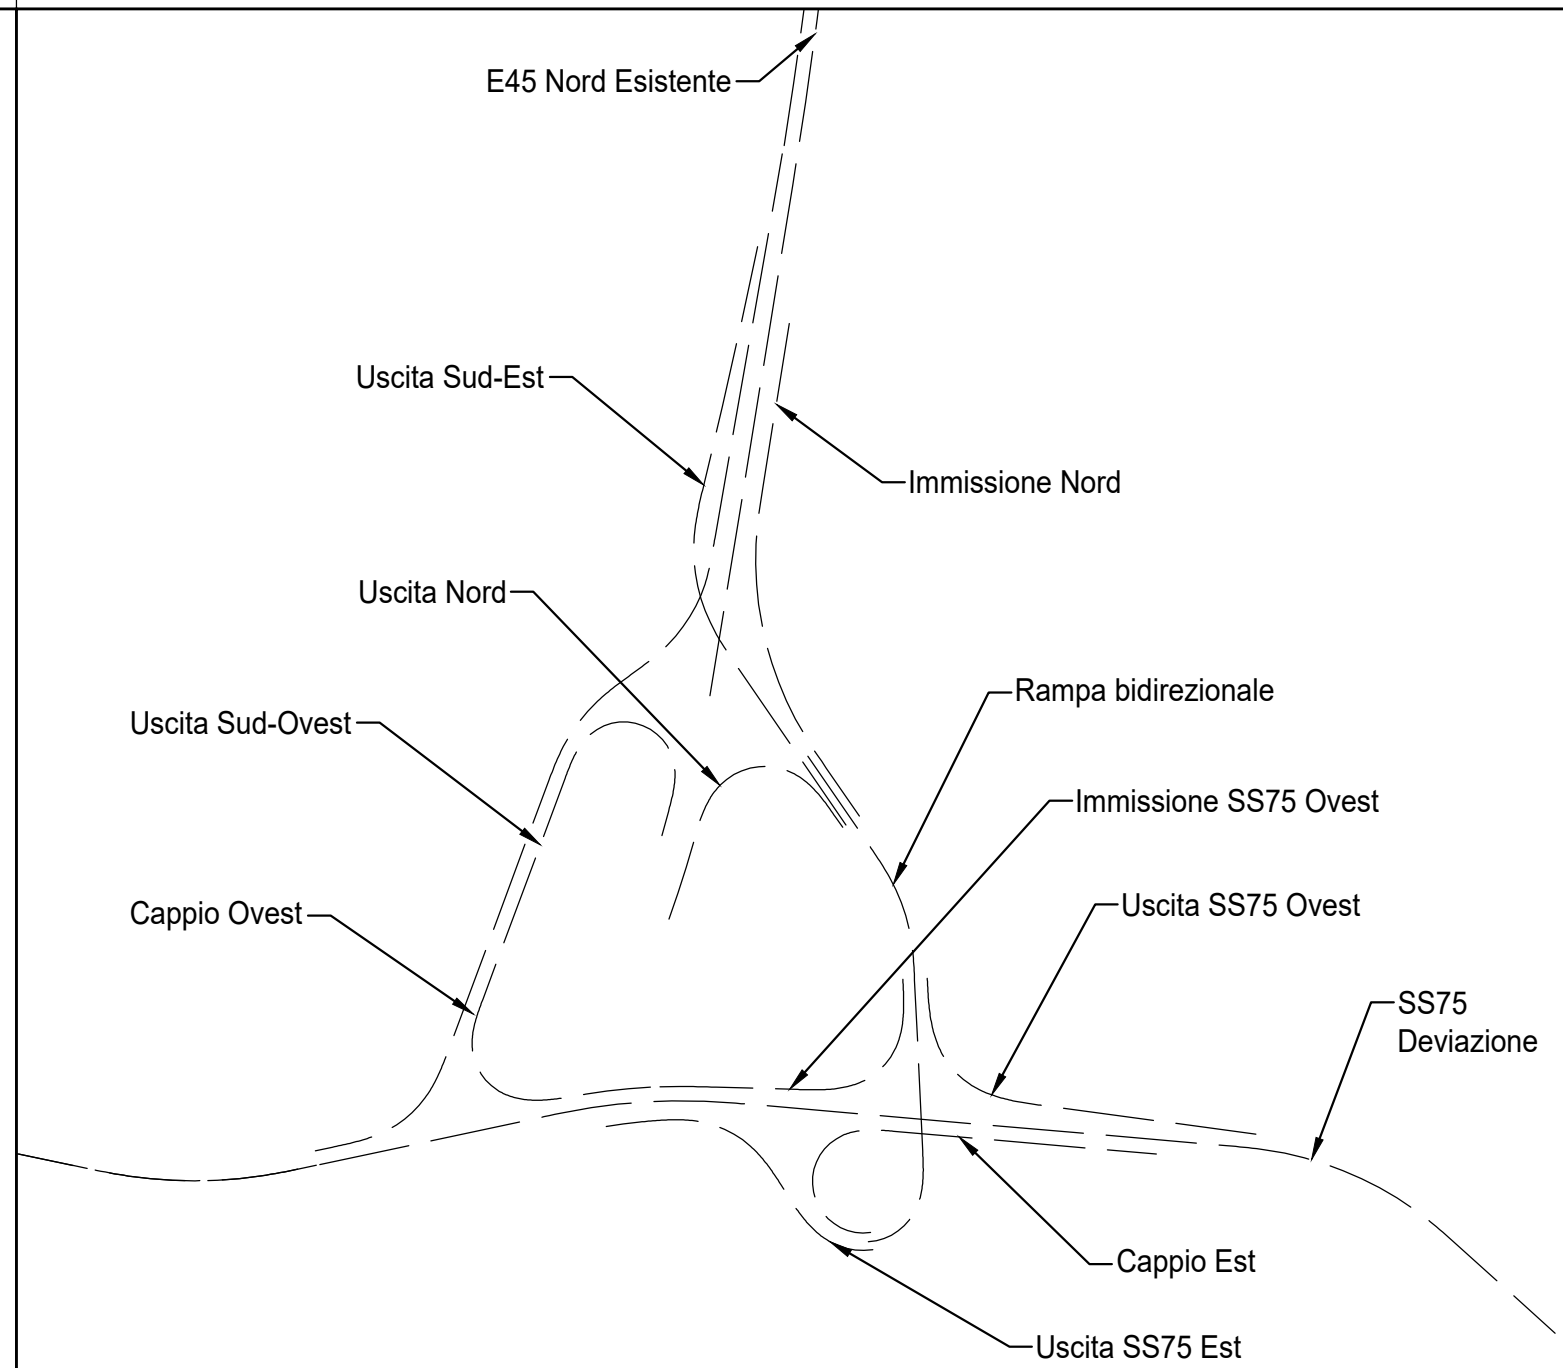 E45 Nord Esistente
Uscita Sud-Est
Immissione Nord
Uscita Nord
Rampa bidirezionale
Uscita Sud-Ovest
Immissione SS75 Ovest
Uscita SS75 Ovest
Cappio Ovest
SS75
Deviazione
Cappio Est
Uscita SS75 Est